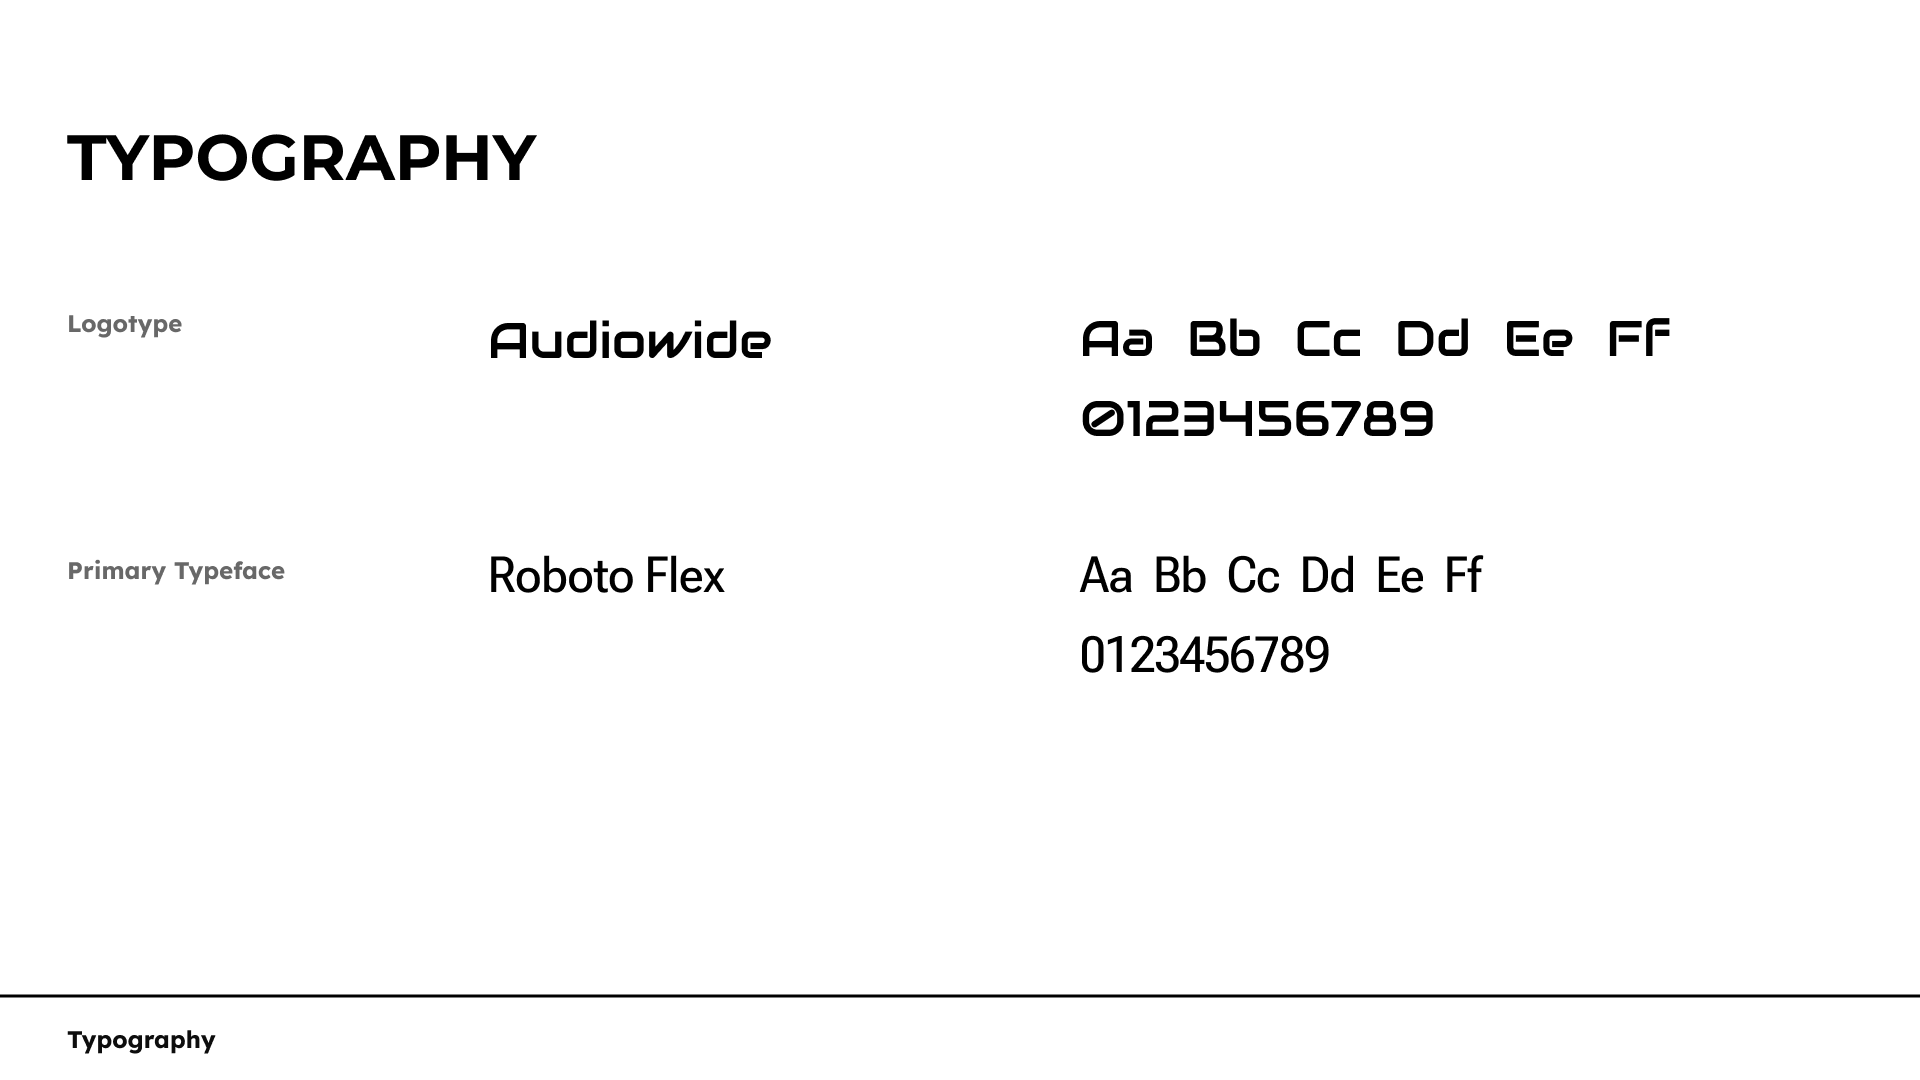 TYPOGRAPHY
Logotype
Audiowide
Aa Bb Cc Dd Ee Ff
0123456789
Primary Typeface
Roboto Flex
Aa Bb Cc Dd Ee Ff
0123456789
Typography